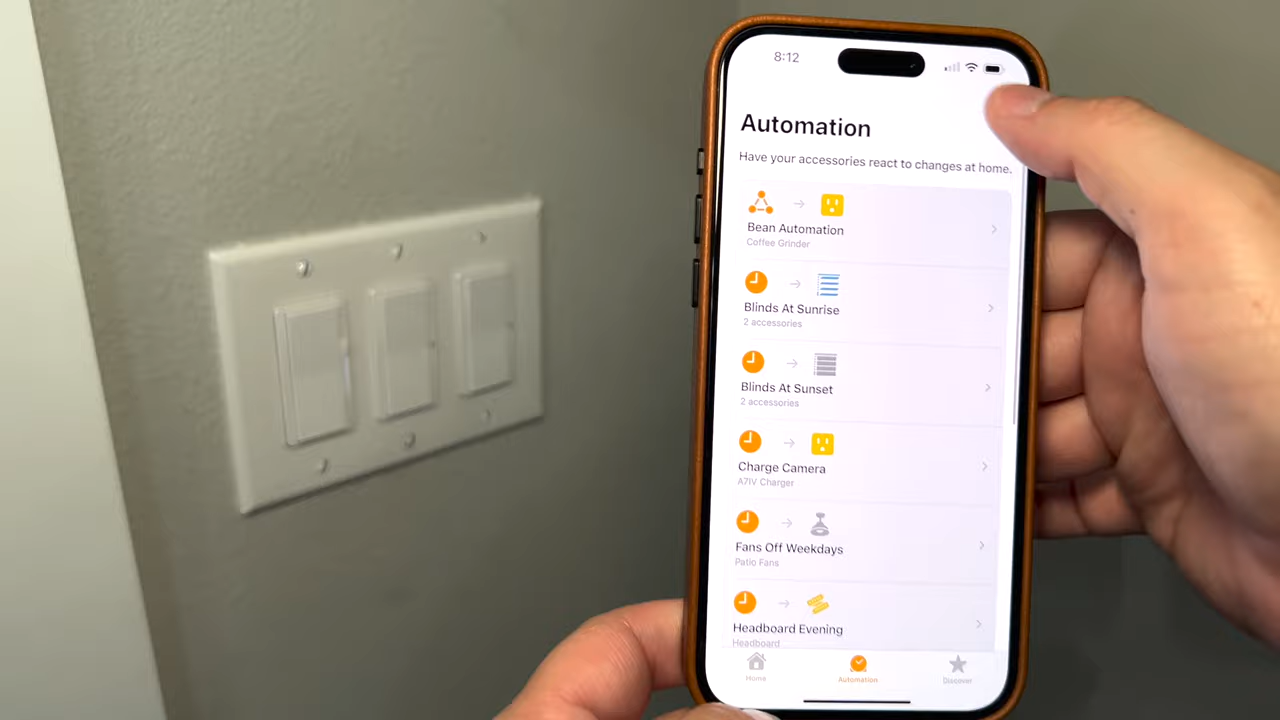 8:12
Automation
Have your accessories react to changes at home.
Bean Automation
Coffee Grinder
Blinds At Sunrise
2 accessories
Blinds At Sunset
2 accessories
Charge Camera
A7IV Charger
Fans Off Weekdays
Patio Fans
Headboard Evening
Headboard
Home
Automation
Discover